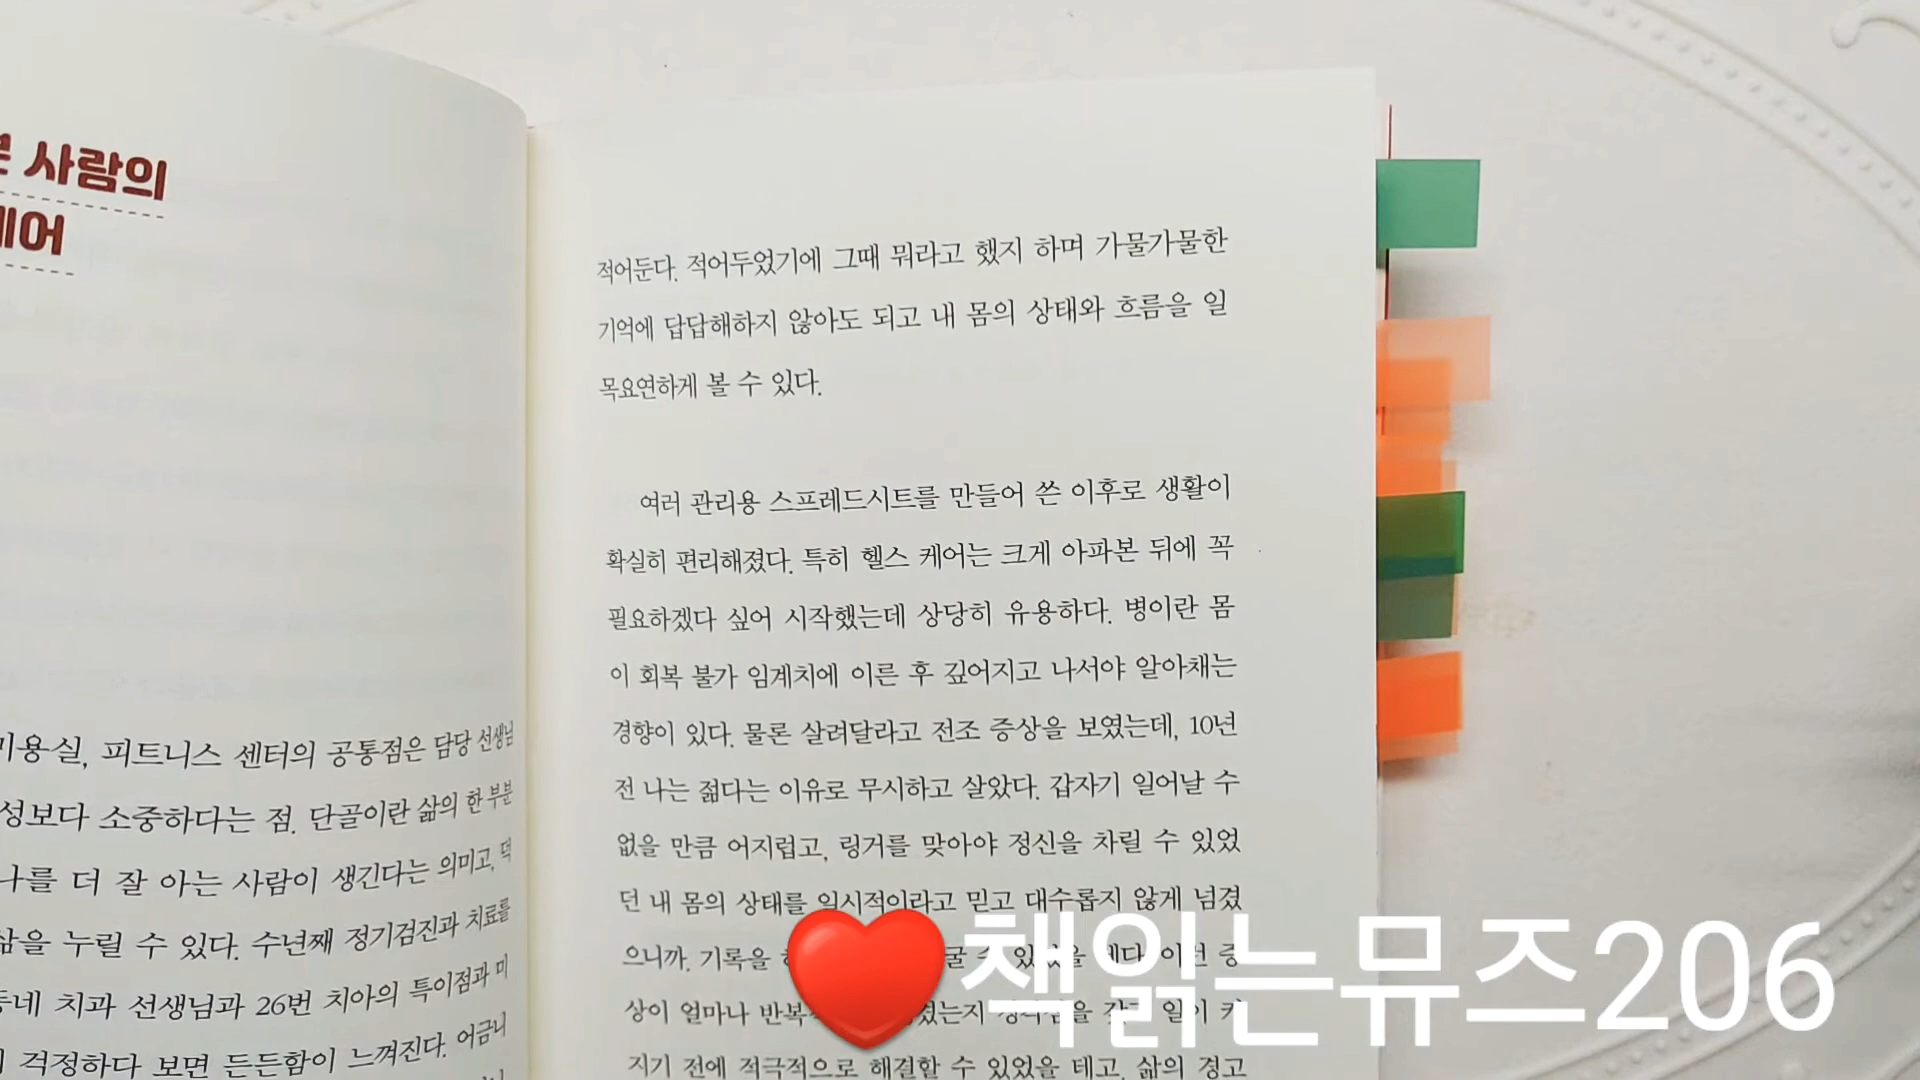 사람의
케어
미용실, 피트니스 센터의 공통점은 담당 선생님
성보다 소중하다는 점. 단골이란 삶의 한 부분
나를 더 잘 아는 사람이 생긴다는 의미고, 덕
삶을 누릴 수 있다. 수년째 정기검진과 치료를
동네 치과 선생님과 26번 치아의 특이점과 미
걱정하다 보면 든든함이 느껴진다. 어금니
적어둔다. 적어두었기에 그때 뭐라고 했지 하며 가물가물한
기억에 답답해하지 않아도 되고 내 몸의 상태와 흐름을 일
목요연하게 볼 수 있다.
여러 관리용 스프레드시트를 만들어 쓴 이후로 생활이
확실히 편리해졌다. 특히 헬스 케어는 크게 아파본 뒤에 꼭
필요하겠다 싶어 시작했는데 상당히 유용하다. 병이란 몸
이 회복 불가 임계치에 이른 후 깊어지고 나서야 알아채는
경향이 있다. 물론 살려달라고 전조 증상을 보였는데, 10년
전 나는 젊다는 이유로 무시하고 살았다. 갑자기 일어날 수
없을 만큼 어지럽고, 링거를 맞아야 정신을 차릴 수 있었
던 내 몸의 상태를 일시적이라고 믿고 대수롭지 않게 넘겼
으니까. 기록을 이런 증
상이 얼마나 일이 커
지기 전에 적극적으로 해결할 수 있었을 테고, 삶의 경고
❤️책읽는뮤즈206